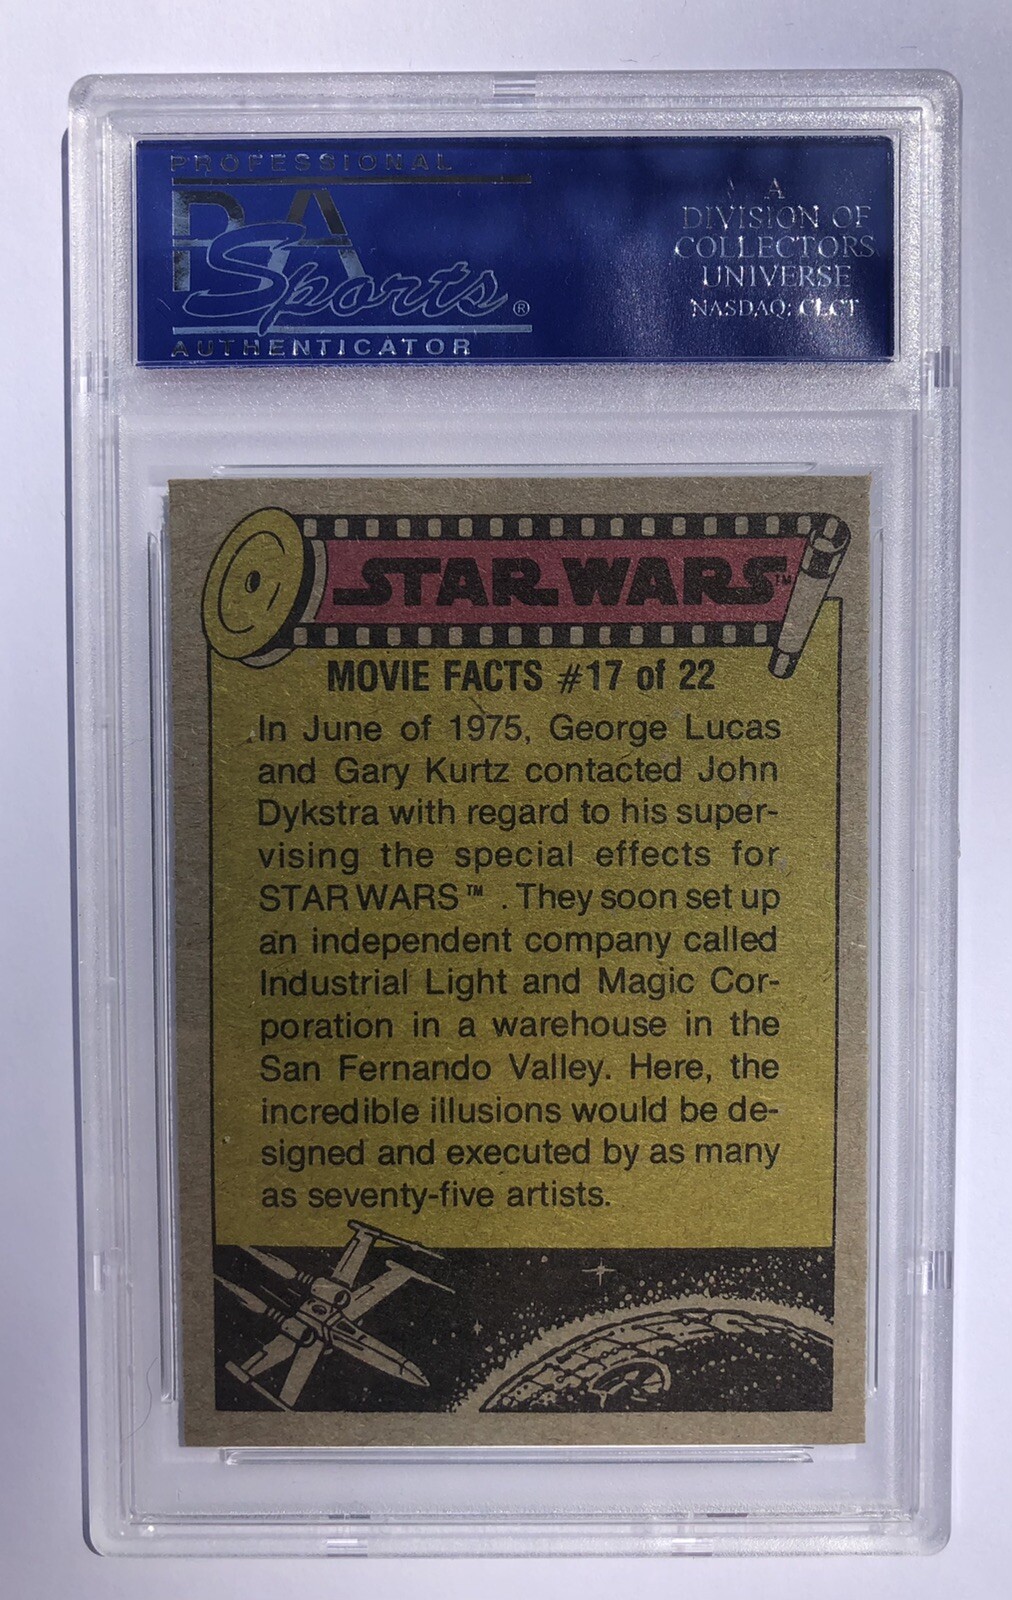 PROFESSIONAL
PSA
Sports®
AUTHENTICATOR
A
DIVISION OF
COLLECTORS
UNIVERSE
NASDAQ: CLCT
STAR WARS™
MOVIE FACTS #17 of 22
In June of 1975, George Lucas
and Gary Kurtz contacted John
Dykstra with regard to his super-
vising the special effects for
STAR WARS™ . They soon set up
an independent company called
Industrial Light and Magic Cor-
poration in a warehouse in the
San Fernando Valley. Here, the
incredible illusions would be de-
signed and executed by as many
as seventy-five artists.